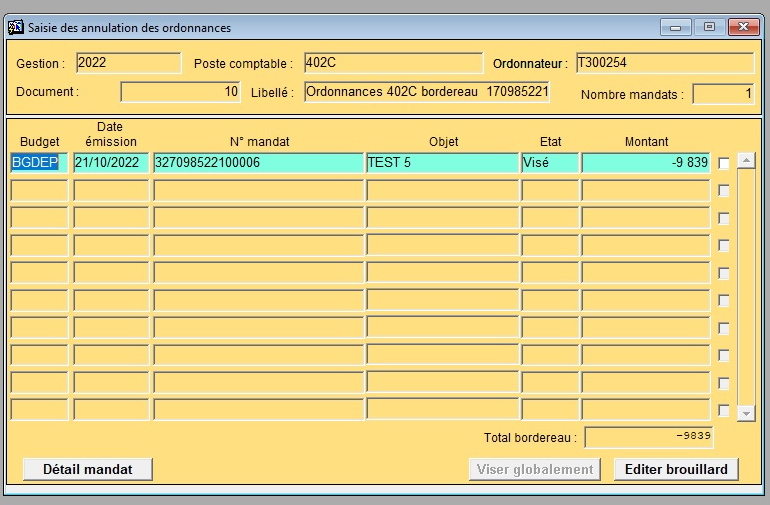 Saisie des annulation des ordonnances
Gestion : 2022 Poste comptable : 402C Ordonnateur : T300254
Document : 10 Libellé : Ordonnances 402C bordereau 170985221 Nombre mandats : 1
Budget Date émission N° mandat Objet Etat Montant
BGDEP 21/10/2022 327098522100006 TEST 5 Visé -9 839
Total bordereau : -9839
Détail mandat Viser globalement Editer brouillard